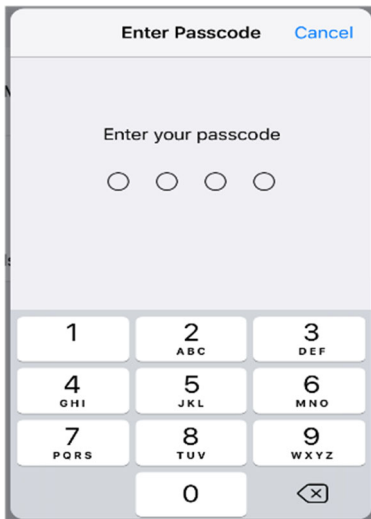 Enter Passcode Cancel
Enter your passcode
1 2 3
ABC DEF
4 5 6
GHI JKL MNO
7 8 9
PQRS TUV WXYZ
0